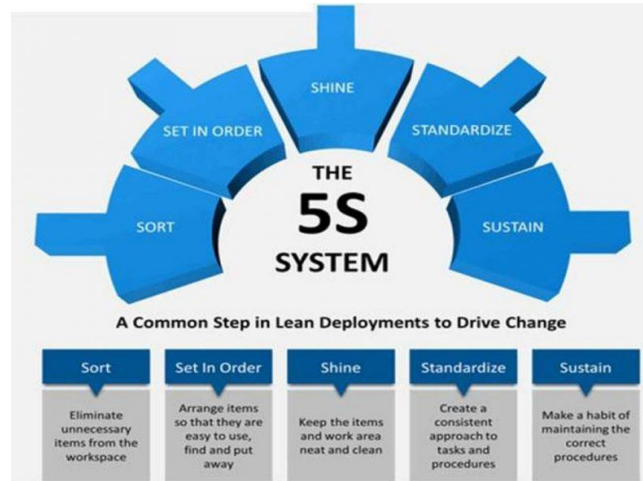 SHINE
SET IN ORDER
STANDARDIZE
SORT
SUSTAIN
THE
5S
SYSTEM
A Common Step in Lean Deployments to Drive Change
Sort
Eliminate
unnecessary
items from the
workspace
Set In Order
Arrange items
so that they are
easy to use,
find and put
away
Shine
Keep the items
and work area
neat and clean
Standardize
Create a
consistent
approach to
tasks and
procedures
Sustain
Make a habit of
maintaining the
correct
procedures